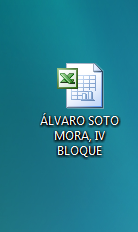 ÁLVARO SOTO
MORA, IV
BLOQUE